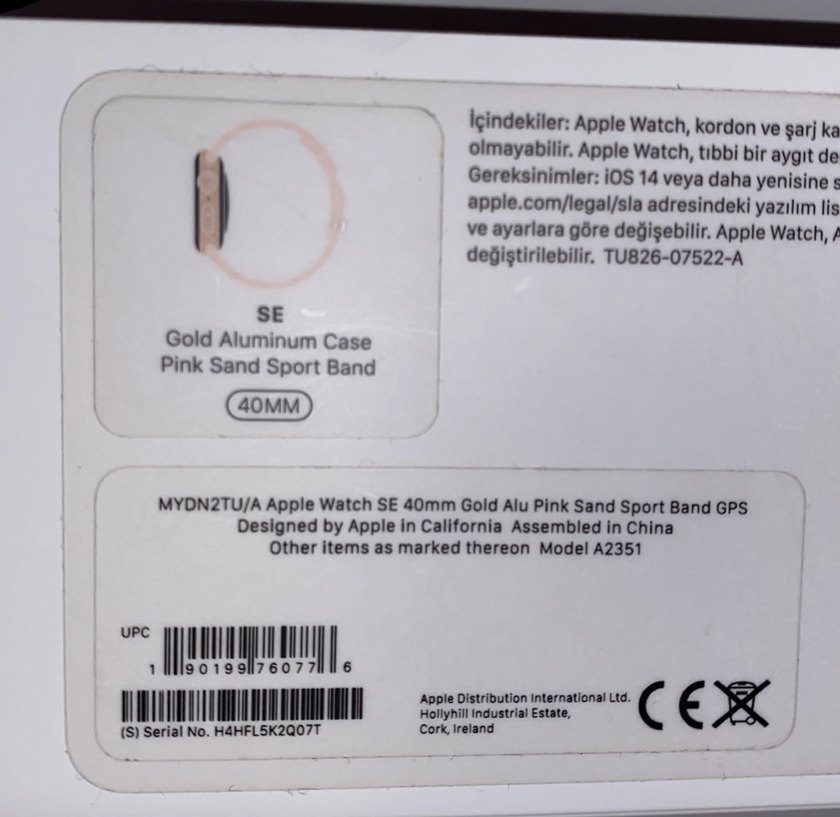 SE
Gold Aluminum Case
Pink Sand Sport Band
40MM
İçindekiler: Apple Watch, kordon ve şarj ka
olmayabilir. Apple Watch, tıbbi bir aygıt de
Gereksinimler: iOS 14 veya daha yenisine s
apple.com/legal/sla adresindeki yazılım lis
ve ayarlara göre değişebilir. Apple Watch, A
değiştirilebilir. TU826-07522-A
MYDN2TU/A Apple Watch SE 40mm Gold Alu Pink Sand Sport Band GPS
Designed by Apple in California Assembled in China
Other items as marked thereon Model A2351
UPC
1 90199 76077 6
(S) Serial No. H4HFL5K2Q07T
Apple Distribution International Ltd.
Hollyhill Industrial Estate,
Cork, Ireland
CE